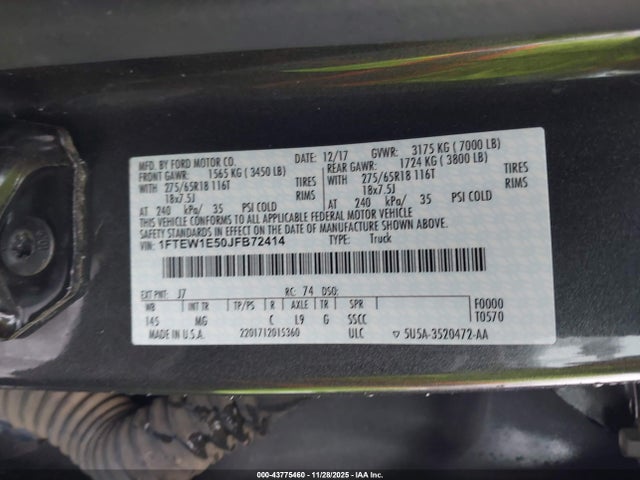 MFD. BY FORD MOTOR CO.
DATE: 12/17 GVWR: 3175 KG ( 7000 LB)
FRONT GAWR: 1565 KG ( 3450 LB) REAR GAWR: 1724 KG ( 3800 LB)
WITH 275/65R18 116T TIRES WITH 275/65R18 116T TIRES
18x7.5J RIMS 18x7.5J RIMS
AT 240 kPa/ 35 PSI COLD AT 240 kPa/ 35 PSI COLD
THIS VEHICLE CONFORMS TO ALL APPLICABLE FEDERAL MOTOR VEHICLE
SAFETY STANDARDS IN EFFECT ON THE DATE OF MANUFACTURE SHOWN ABOVE.
VIN: 1FTEW1E50JFB72414 TYPE: Truck
EXT PNT: J7 RC: 74 DSO: F0000
WB INT TR TP/PS R AXLE TR SPR T0570
145 MG C L9 G SSCC
MADE IN U.S.A. 2201712015360 ULC 5U5A-3520472-AA
000-43775460 - 11/28/2025 - IAA Inc.